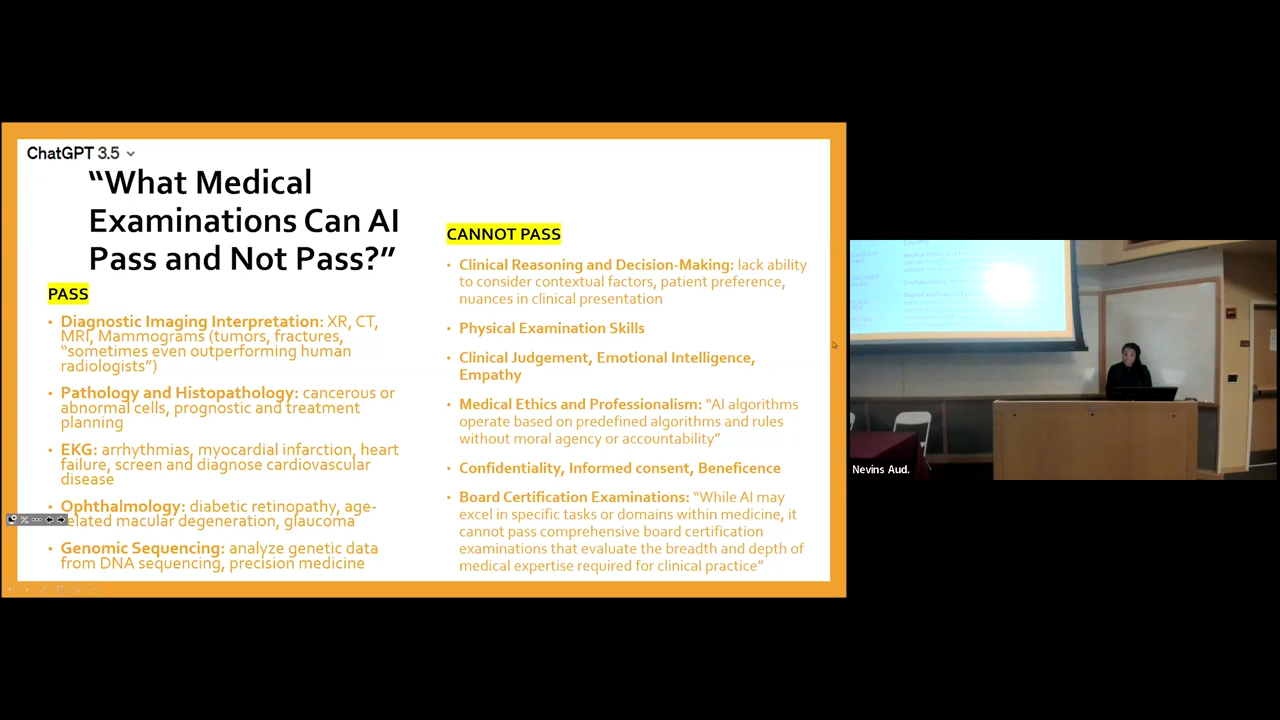 ChatGPT 3.5
“What Medical
Examinations Can AI
Pass and Not Pass?”
PASS
• Diagnostic Imaging Interpretation: XR, CT,
MRI, Mammograms (tumors, fractures,
“sometimes even outperforming human
radiologists”)
• Pathology and Histopathology: cancerous or
abnormal cells, prognostic and treatment
planning
• EKG: arrhythmias, myocardial infarction, heart
failure, screen and diagnose cardiovascular
disease
• Ophthalmology: diabetic retinopathy, age-
related macular degeneration, glaucoma
• Genomic Sequencing: analyze genetic data
from DNA sequencing, precision medicine
CANNOT PASS
• Clinical Reasoning and Decision-Making: lack ability
to consider contextual factors, patient preference,
nuances in clinical presentation
• Physical Examination Skills
• Clinical Judgement, Emotional Intelligence,
Empathy
• Medical Ethics and Professionalism: “AI algorithms
operate based on predefined algorithms and rules
without moral agency or accountability”
• Confidentiality, Informed consent, Beneficence
• Board Certification Examinations: “While AI may
excel in specific tasks or domains within medicine, it
cannot pass comprehensive board certification
examinations that evaluate the breadth and depth of
medical expertise required for clinical practice”
Nevins Aud.